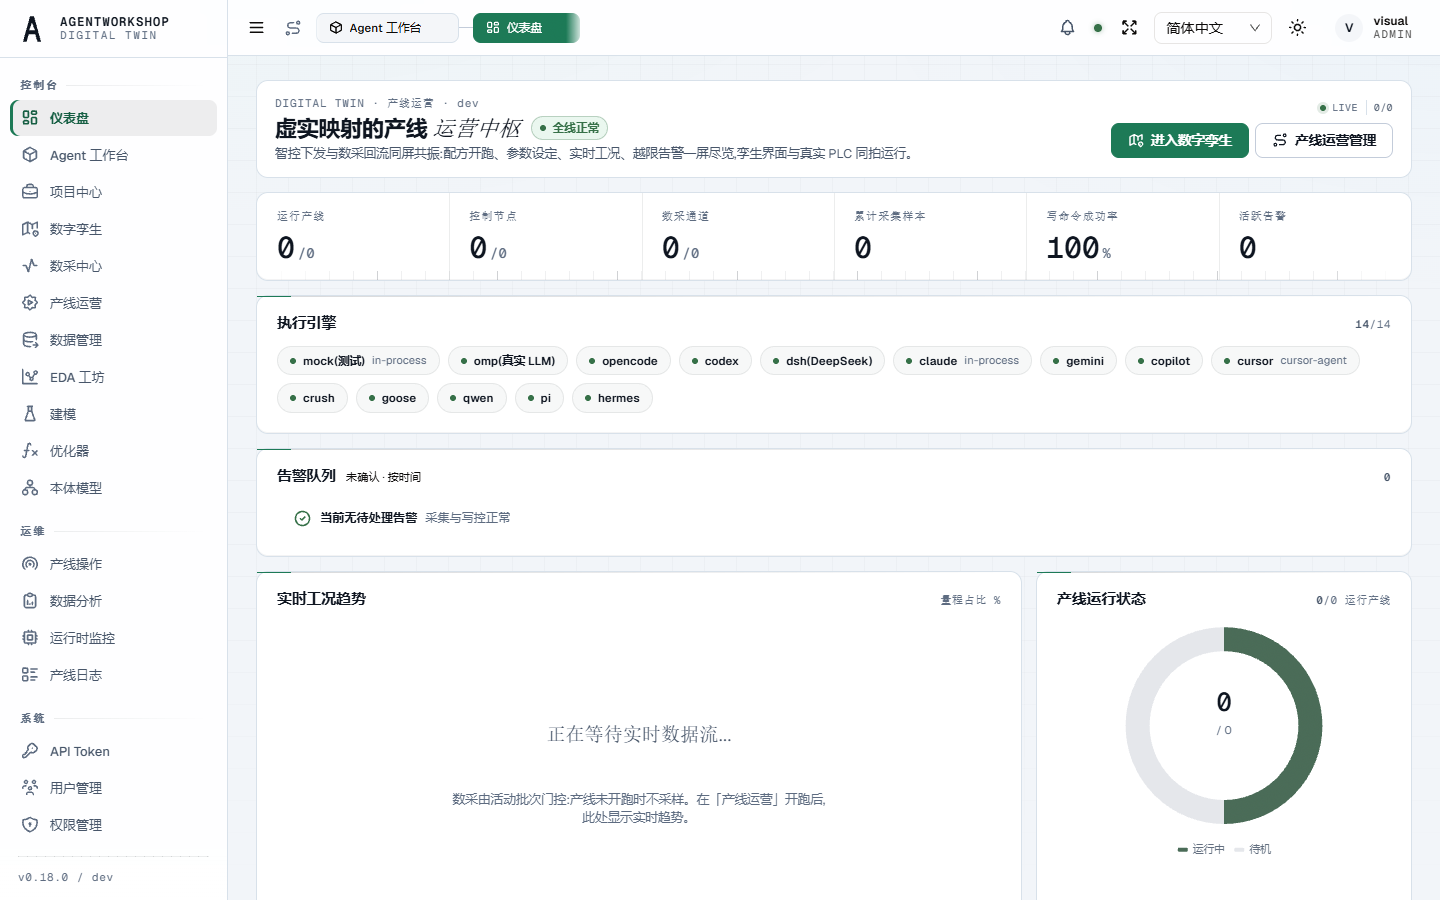 AGENTWORKSHOP
DIGITAL TWIN
Agent 工作台
仪表盘
简体中文
V
visual
ADMIN
控制台
仪表盘
Agent 工作台
项目中心
数字孪生
数采中心
产线运营
数据管理
EDA 工坊
建模
优化器
本体模型
运维
产线操作
数据分析
运行时监控
产线日志
系统
API Token
用户管理
权限管理
v0.18.0 / dev
DIGITAL TWIN · 产线运营 · dev
虚实映射的产线 运营中枢 全线正常
智控下发与数采回流同屏共振:配方开跑、参数设定、实时工况、越限告警一屏尽览,孪生界面与真实 PLC 同拍运行。
LIVE 0/0
进入数字孪生 产线运营管理
运行产线
0/0
控制节点
0/0
数采通道
0/0
累计采集样本
0
写命令成功率
100%
活跃告警
0
执行引擎 14/14
mock(测试) in-process omp(真实 LLM) opencode codex dsh(DeepSeek) claude in-process gemini copilot cursor cursor-agent
crush goose qwen pi hermes
告警队列 未确认 · 按时间 0
当前无待处理告警 采集与写控正常
实时工况趋势 量程占比 %
正在等待实时数据流...
数采由活动批次门控:产线未开跑时不采样。在「产线运营」开跑后,
此处显示实时趋势。
产线运行状态 0/0 运行产线
0
/ 0
运行中 待机